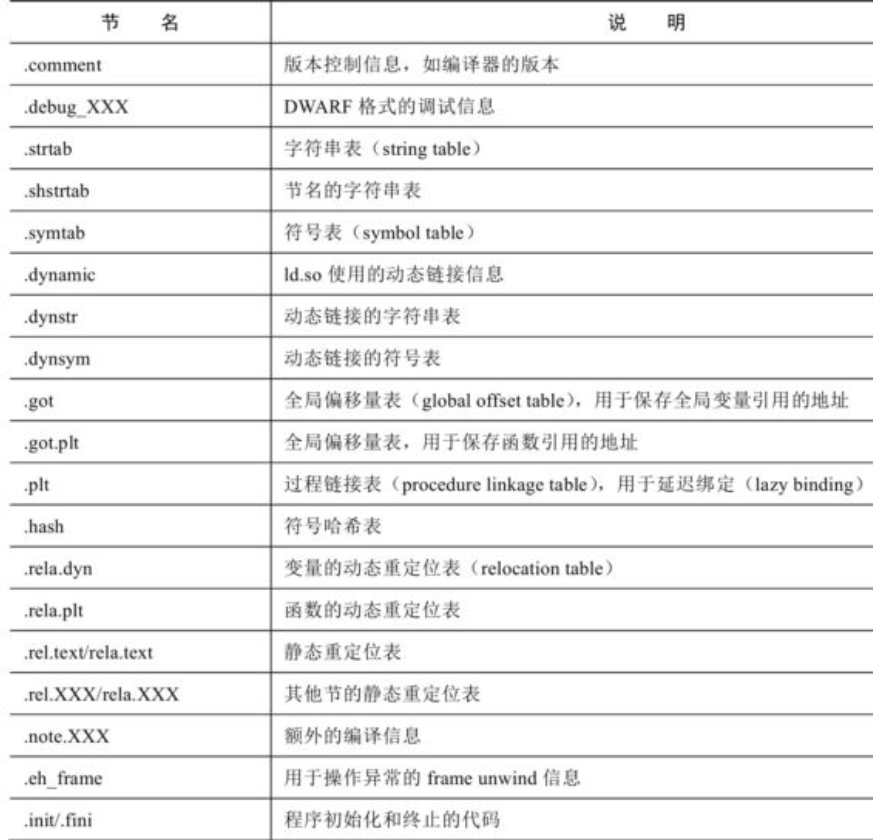 节 名 说 明
.comment 版本控制信息，如编译器的版本
.debug_XXX DWARF 格式的调试信息
.strtab 字符串表（string table）
.shstrtab 节名的字符串表
.symtab 符号表（symbol table）
.dynamic ld.so 使用的动态链接信息
.dynstr 动态链接的字符串表
.dynsym 动态链接的符号表
.got 全局偏移量表（global offset table），用于保存全局变量引用的地址
.got.plt 全局偏移量表，用于保存函数引用的地址
.plt 过程链接表（procedure linkage table），用于延迟绑定（lazy binding）
.hash 符号哈希表
.rela.dyn 变量的动态重定位表（relocation table）
.rela.plt 函数的动态重定位表
.rel.text/rela.text 静态重定位表
.rel.XXX/rela.XXX 其他节的静态重定位表
.note.XXX 额外的编译信息
.eh_frame 用于操作异常的 frame unwind 信息
.init/.fini 程序初始化和终止的代码